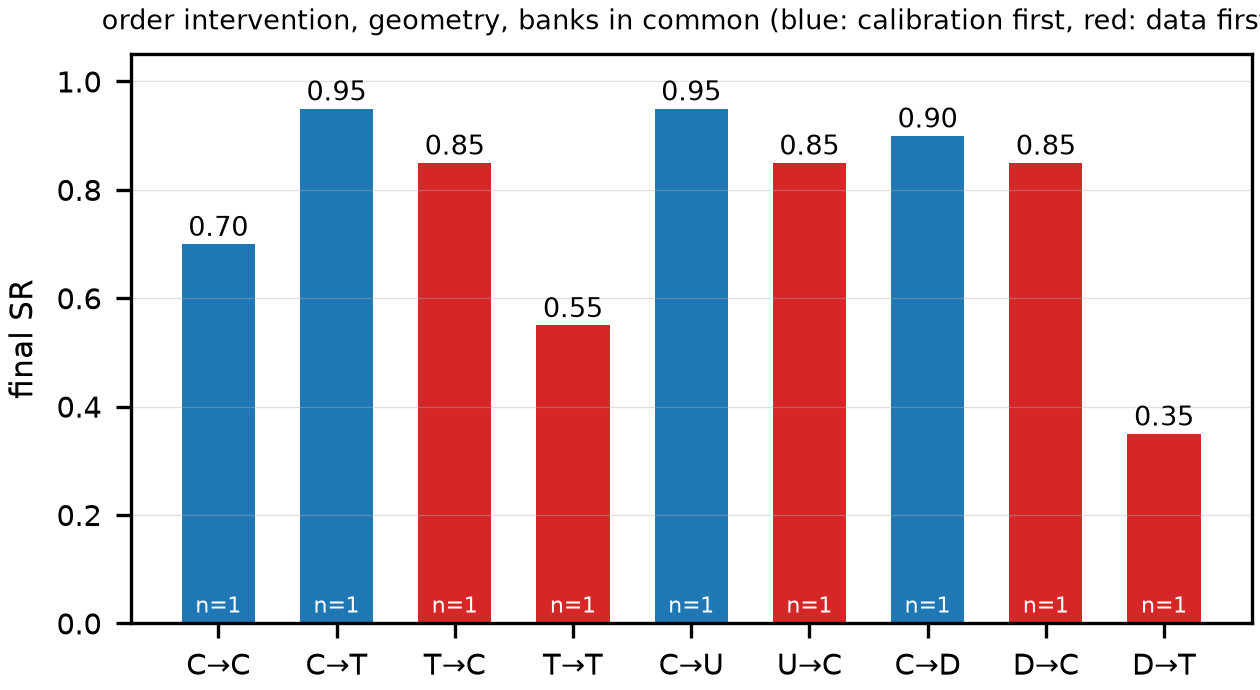 order intervention, geometry, banks in common (blue: calibration first, red: data firs
final SR
1.0
0.8
0.6
0.4
0.2
0.0
0.70
0.95
0.85
0.55
0.95
0.85
0.90
0.85
0.35
n=1
n=1
n=1
n=1
n=1
n=1
n=1
n=1
n=1
C→C
C→T
T→C
T→T
C→U
U→C
C→D
D→C
D→T